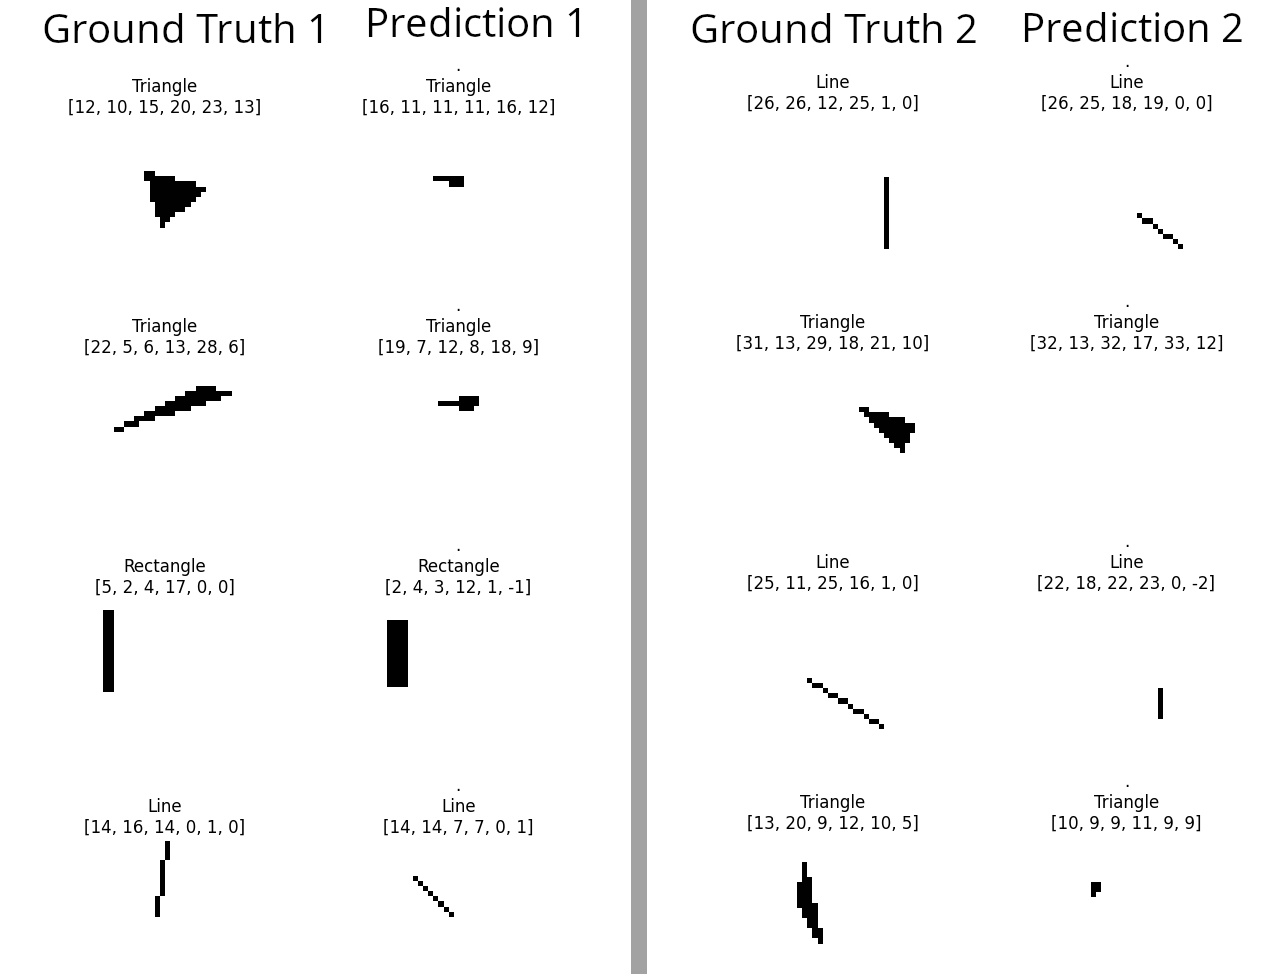 Ground Truth 1
Prediction 1
Triangle
[12, 10, 15, 20, 23, 13]
.
Triangle
[16, 11, 11, 11, 16, 12]
Triangle
[22, 5, 6, 13, 28, 6]
.
Triangle
[19, 7, 12, 8, 18, 9]
Rectangle
[5, 2, 4, 17, 0, 0]
.
Rectangle
[2, 4, 3, 12, 1, -1]
Line
[14, 16, 14, 0, 1, 0]
.
Line
[14, 14, 7, 7, 0, 1]
Ground Truth 2
Prediction 2
Line
[26, 26, 12, 25, 1, 0]
.
Line
[26, 25, 18, 19, 0, 0]
Triangle
[31, 13, 29, 18, 21, 10]
.
Triangle
[32, 13, 32, 17, 33, 12]
Line
[25, 11, 25, 16, 1, 0]
.
Line
[22, 18, 22, 23, 0, -2]
Triangle
[13, 20, 9, 12, 10, 5]
.
Triangle
[10, 9, 9, 11, 9, 9]